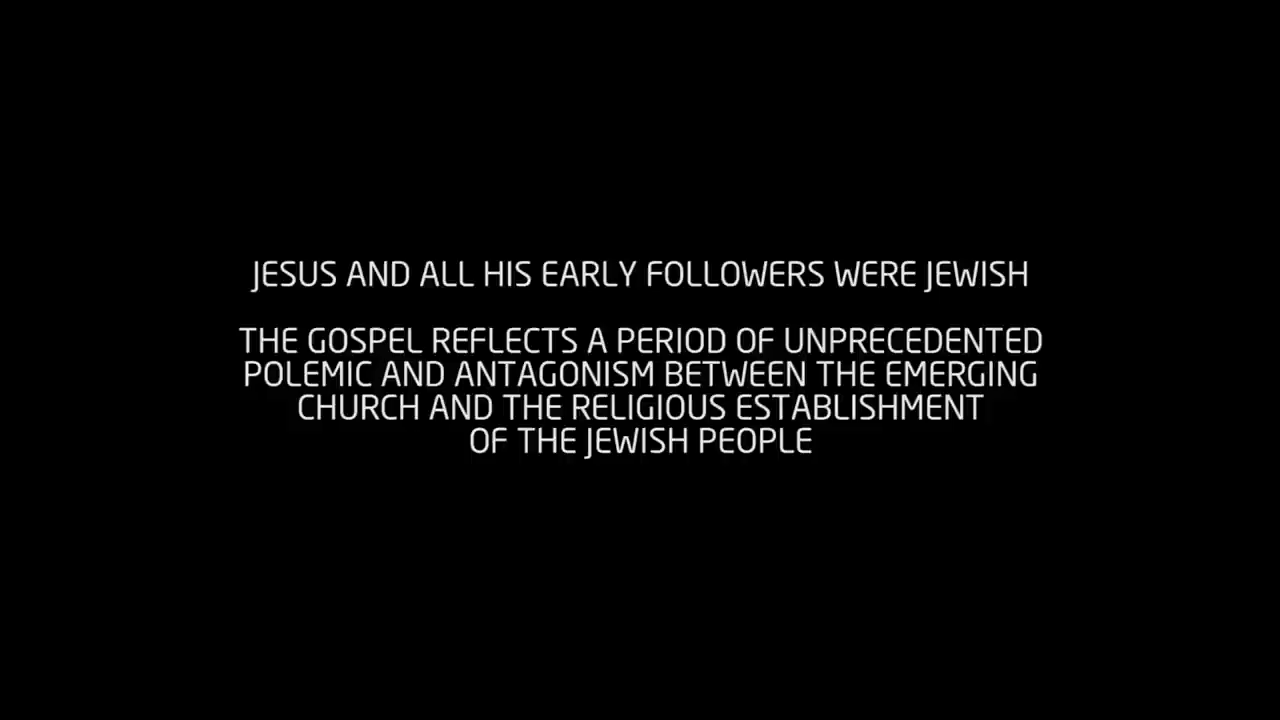 JESUS AND ALL HIS EARLY FOLLOWERS WERE JEWISH
THE GOSPEL REFLECTS A PERIOD OF UNPRECEDENTED
POLEMIC AND ANTAGONISM BETWEEN THE EMERGING
CHURCH AND THE RELIGIOUS ESTABLISHMENT
OF THE JEWISH PEOPLE